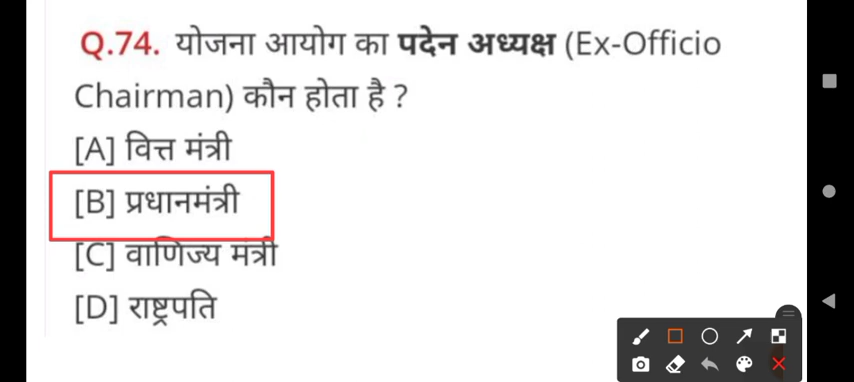 Q.74. योजना आयोग का पदेन अध्यक्ष (Ex-Officio
Chairman) कौन होता है ?
[A] वित्त मंत्री
[B] प्रधानमंत्री
[C] वाणिज्य मंत्री
[D] राष्ट्रपति